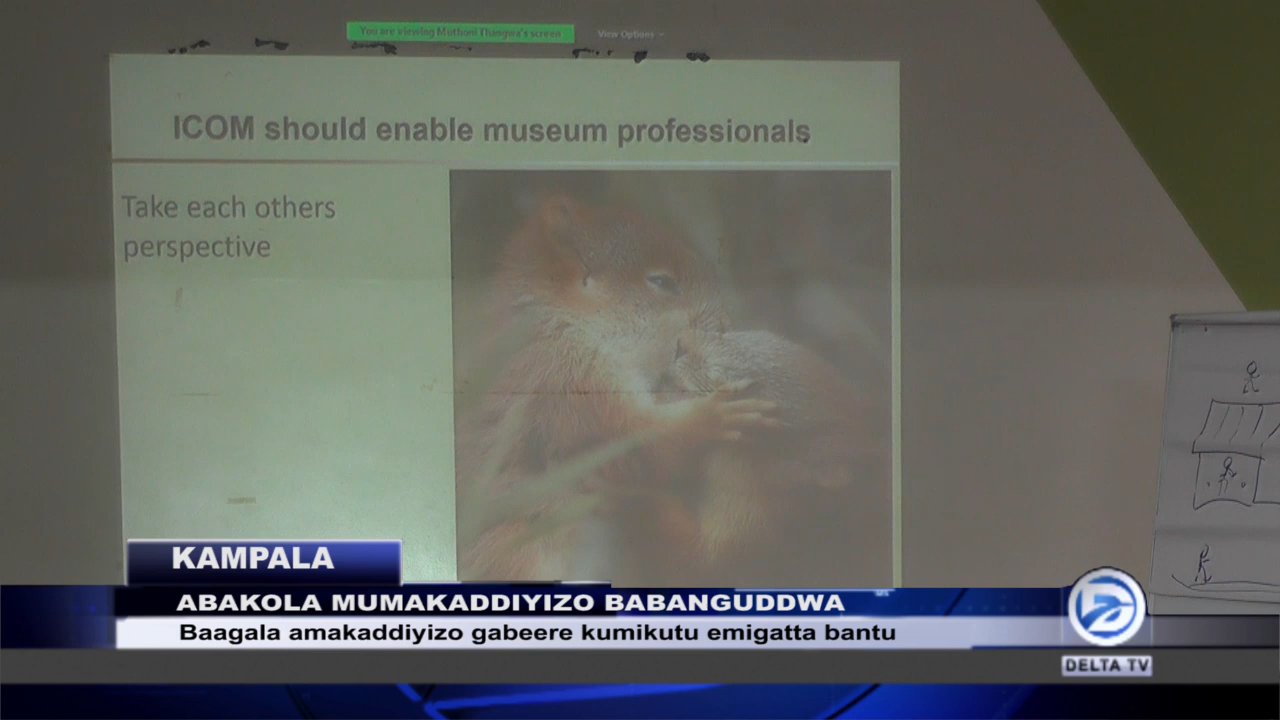 You are viewing Muthoni Thangwa's screen
View Options
ICOM should enable museum professionals
Take each others
perspective
KAMPALA
ABAKOLA MUMAKADDIYIZO BABANGUDDWA
Baagala amakaddiyizo gabeere kumikutu emigatta bantu
DELTA TV